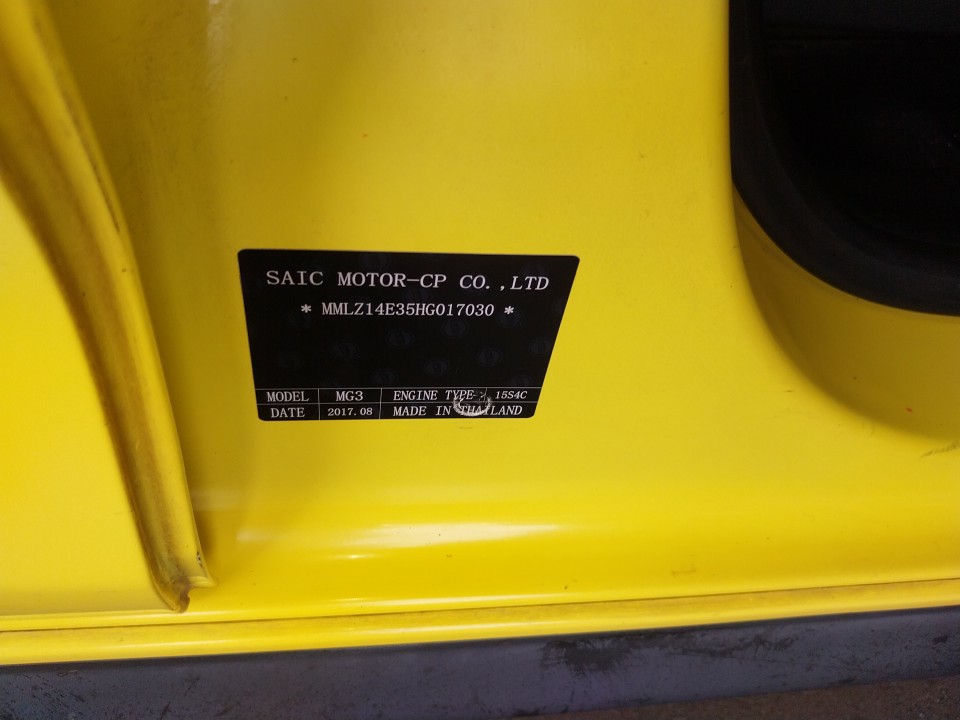 SAIC MOTOR-CP CO.,LTD
* MMLZ14E35HG017030 *
MODEL MG3 ENGINE TYPE 15S4C
DATE 2017.08 MADE IN THAILAND